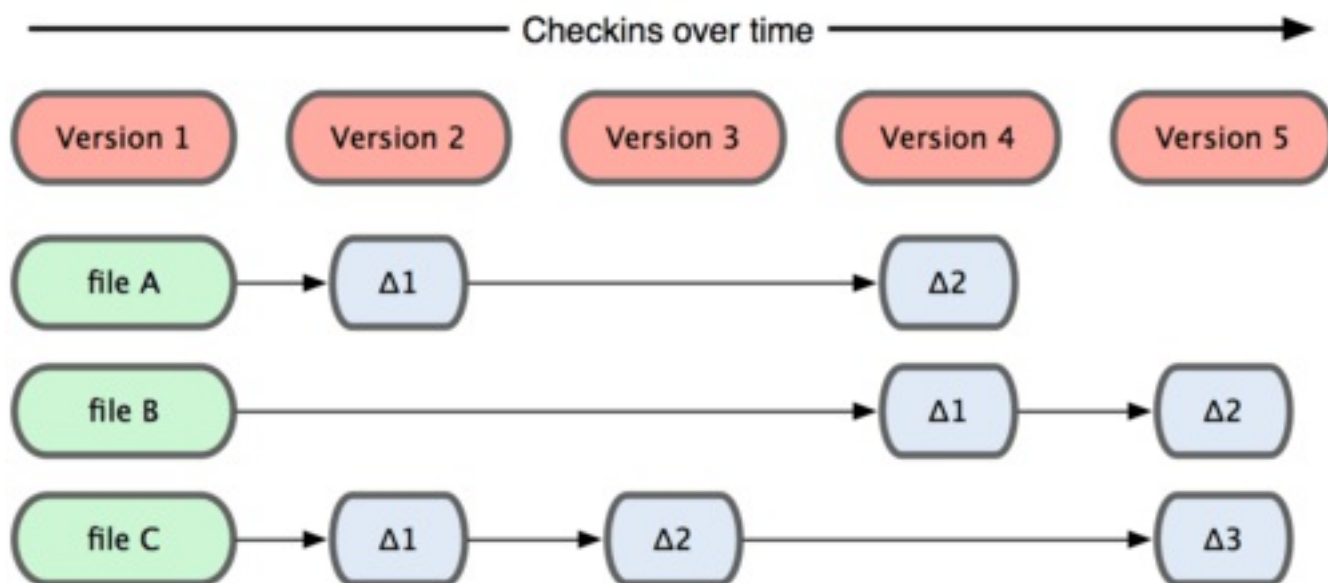 Checkins over time
Version 1 Version 2 Version 3 Version 4 Version 5
file A Δ1 Δ2
file B Δ1 Δ2
file C Δ1 Δ2 Δ3